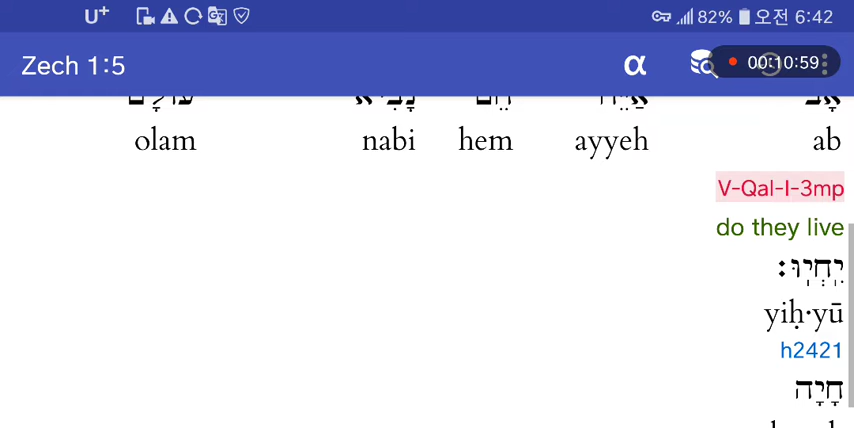 U+ 82% 오전 6:42
Zech 1:5 α 00:10:59
olam nabi hem ayyeh ab
V-Qal-I-3mp
do they live
יִֽחְיֽוּ׃
yiḥ·yū
h2421
חָיָה